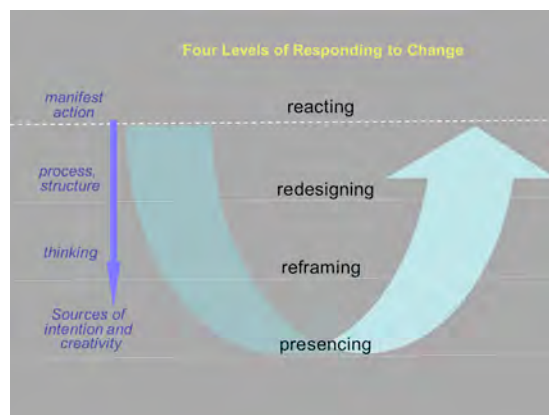 Four Levels of Responding to Change
manifest
action
reacting
process,
structure
redesigning
thinking
reframing
Sources of
intention and
creativity
presencing